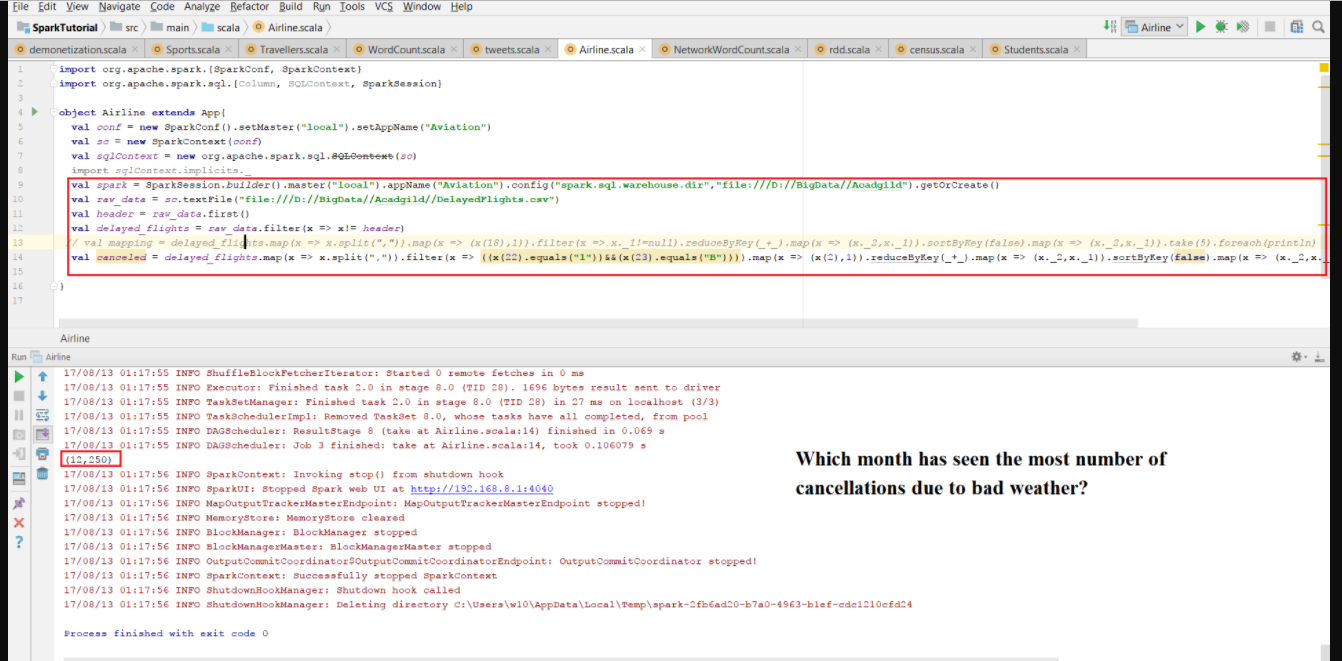 File Edit View Navigate Code Analyze Refactor Build Run Tools VCS Window Help
SparkTutorial src main scala Airline.scala Airline
demonetization.scala Sports.scala Travellers.scala WordCount.scala tweets.scala Airline.scala NetworkWordCount.scala rdd.scala census.scala Students.scala
1 import org.apache.spark.{SparkConf, SparkContext}
2 import org.apache.spark.sql.{Column, SQLContext, SparkSession}
3
4 object Airline extends App{
5 val conf = new SparkConf().setMaster("local").setAppName("Aviation")
6 val sc = new SparkContext(conf)
7 val sqlContext = new org.apache.spark.sql.SQLContext(sc)
8 import sqlContext.implicits._
9 val spark = SparkSession.builder().master("local").appName("Aviation").config("spark.sql.warehouse.dir","file:///D://BigData//Acadgild").getOrCreate()
10 val raw_data = sc.textFile("file:///D://BigData//Acadgild//DelayedFlights.csv")
11 val header = raw_data.first()
12 val delayed_flights = raw_data.filter(x => x!= header)
13 // val mapping = delayed_flights.map(x => x.split(",")).map(x => (x(18),1)).filter(x => x._1!=null).reduceByKey(_+_).map(x => (x._2,x._1)).sortByKey(false).map(x => (x._2,x._1)).take(5).foreach(println)
14 val canceled = delayed_flights.map(x => x.split(",")).filter(x => ((x(22).equals("1"))&&(x(23).equals("B")))).map(x => (x(2),1)).reduceByKey(_+_).map(x => (x._2,x._1)).sortByKey(false).map(x => (x._2,x._
15
16 }
17
Airline
Run Airline
17/08/13 01:17:55 INFO ShuffleBlockFetcherIterator: Started 0 remote fetches in 0 ms
17/08/13 01:17:55 INFO Executor: Finished task 2.0 in stage 8.0 (TID 28). 1696 bytes result sent to driver
17/08/13 01:17:55 INFO TaskSetManager: Finished task 2.0 in stage 8.0 (TID 28) in 27 ms on localhost (3/3)
17/08/13 01:17:55 INFO TaskSchedulerImpl: Removed TaskSet 8.0, whose tasks have all completed, from pool
17/08/13 01:17:55 INFO DAGScheduler: ResultStage 8 (take at Airline.scala:14) finished in 0.069 s
17/08/13 01:17:55 INFO DAGScheduler: Job 3 finished: take at Airline.scala:14, took 0.106079 s
(12,250)
17/08/13 01:17:56 INFO SparkContext: Invoking stop() from shutdown hook
17/08/13 01:17:56 INFO SparkUI: Stopped Spark web UI at http://192.168.8.1:4040
17/08/13 01:17:56 INFO MapOutputTrackerMasterEndpoint: MapOutputTrackerMasterEndpoint stopped!
17/08/13 01:17:56 INFO MemoryStore: MemoryStore cleared
17/08/13 01:17:56 INFO BlockManager: BlockManager stopped
17/08/13 01:17:56 INFO BlockManagerMaster: BlockManagerMaster stopped
17/08/13 01:17:56 INFO OutputCommitCoordinator$OutputCommitCoordinatorEndpoint: OutputCommitCoordinator stopped!
17/08/13 01:17:56 INFO SparkContext: Successfully stopped SparkContext
17/08/13 01:17:56 INFO ShutdownHookManager: Shutdown hook called
17/08/13 01:17:56 INFO ShutdownHookManager: Deleting directory C:\Users\w10\AppData\Local\Temp\spark-2fb6ad20-b7a0-4963-b1ef-cdc1210cfd24
Process finished with exit code 0
Which month has seen the most number of
cancellations due to bad weather?